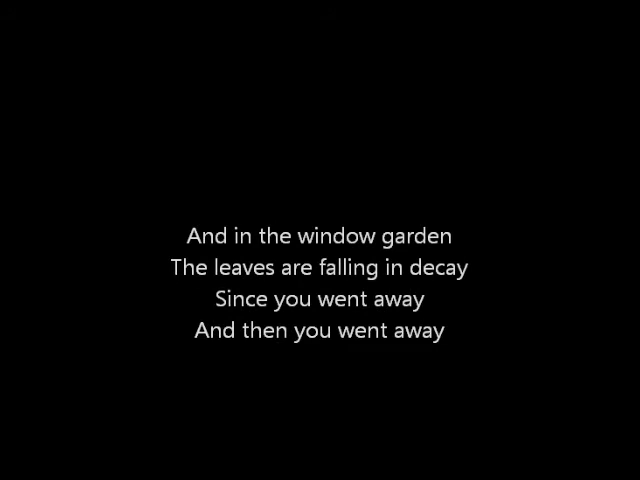 And in the window garden
The leaves are falling in decay
Since you went away
And then you went away